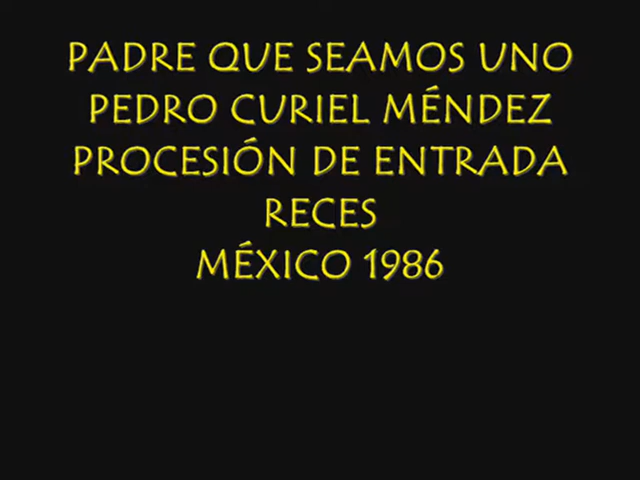 PADRE QUE SEAMOS UNO
PEDRO CURIEL MÉNDEZ
PROCESIÓN DE ENTRADA
RECES
MÉXICO 1986